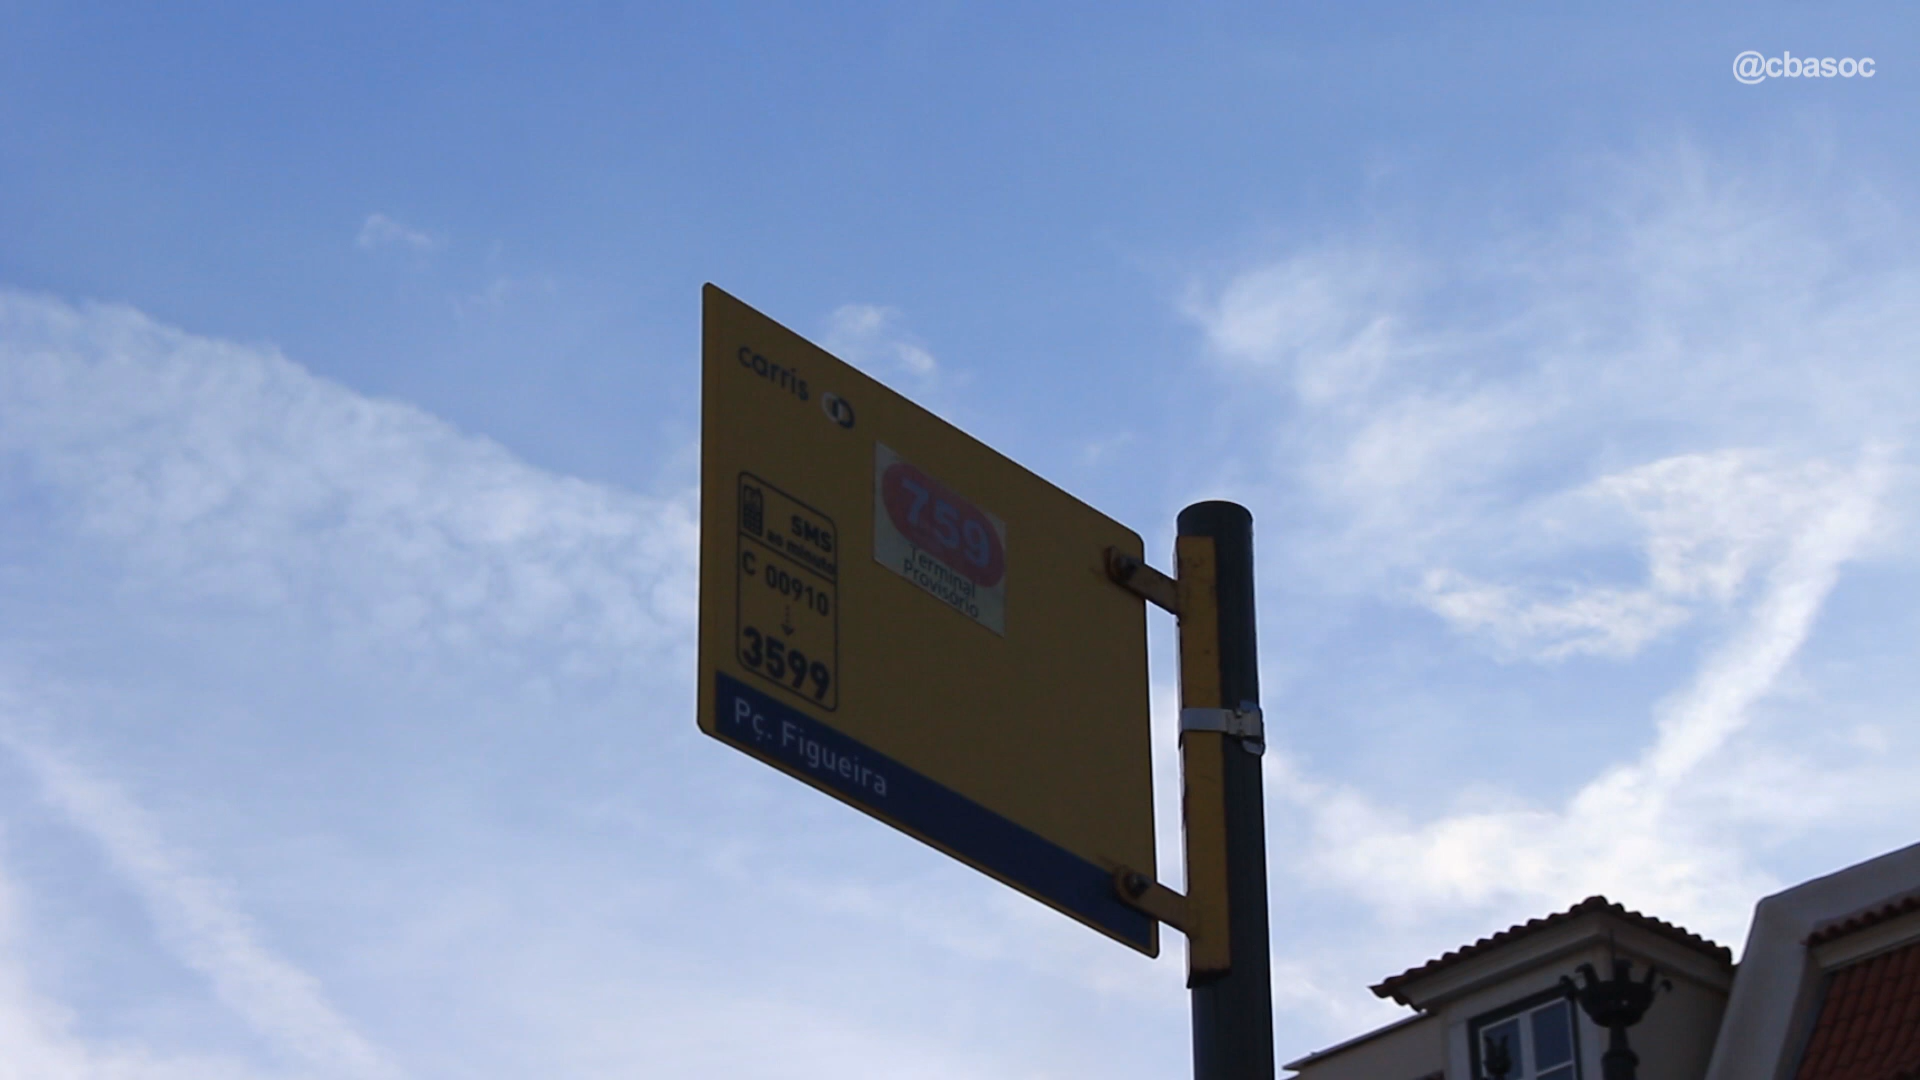 @cbasoc
carris
759
Terminal
Provisório
SMS
ao minuto
C 00910
3599
Pç. Figueira